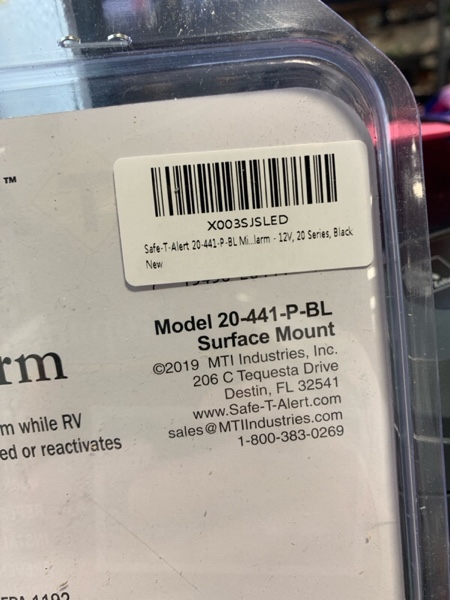 ™
X003SJSLED
Safe-T-Alert 20-441-P-BL Mi...larm - 12V, 20 Series, Black
New
Model 20-441-P-BL
Surface Mount
©2019 MTI Industries, Inc.
206 C Tequesta Drive
Destin, FL 32541
www.Safe-T-Alert.com
sales@MTIIndustries.com
1-800-383-0269
rm
m while RV
ed or reactivates